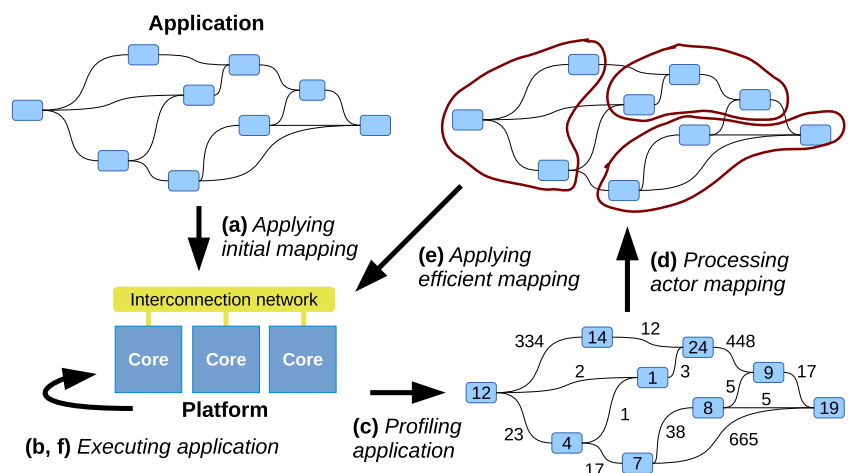 Application
(a) Applying
initial mapping
(e) Applying
efficient mapping
(d) Processing
actor mapping
Interconnection network
Core Core Core
Platform
(b, f) Executing application
(c) Profiling
application
334
14
12
24
448
12
2
1
3
9
17
5
5
8
19
23
4
1
38
665
17
7